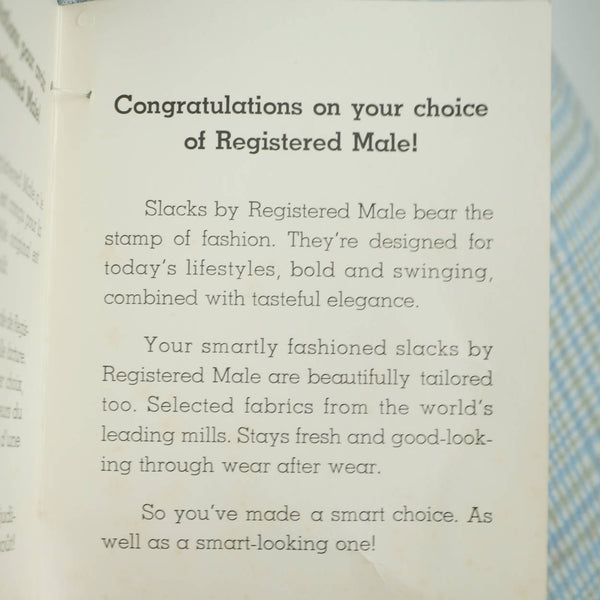 Congratulations on your choice
of Registered Male!
Slacks by Registered Male bear the
stamp of fashion. They're designed for
today's lifestyles, bold and swinging,
combined with tasteful elegance.
Your smartly fashioned slacks by
Registered Male are beautifully tailored
too. Selected fabrics from the world's
leading mills. Stays fresh and good-look-
ing through wear after wear.
So you've made a smart choice. As
well as a smart-looking one!